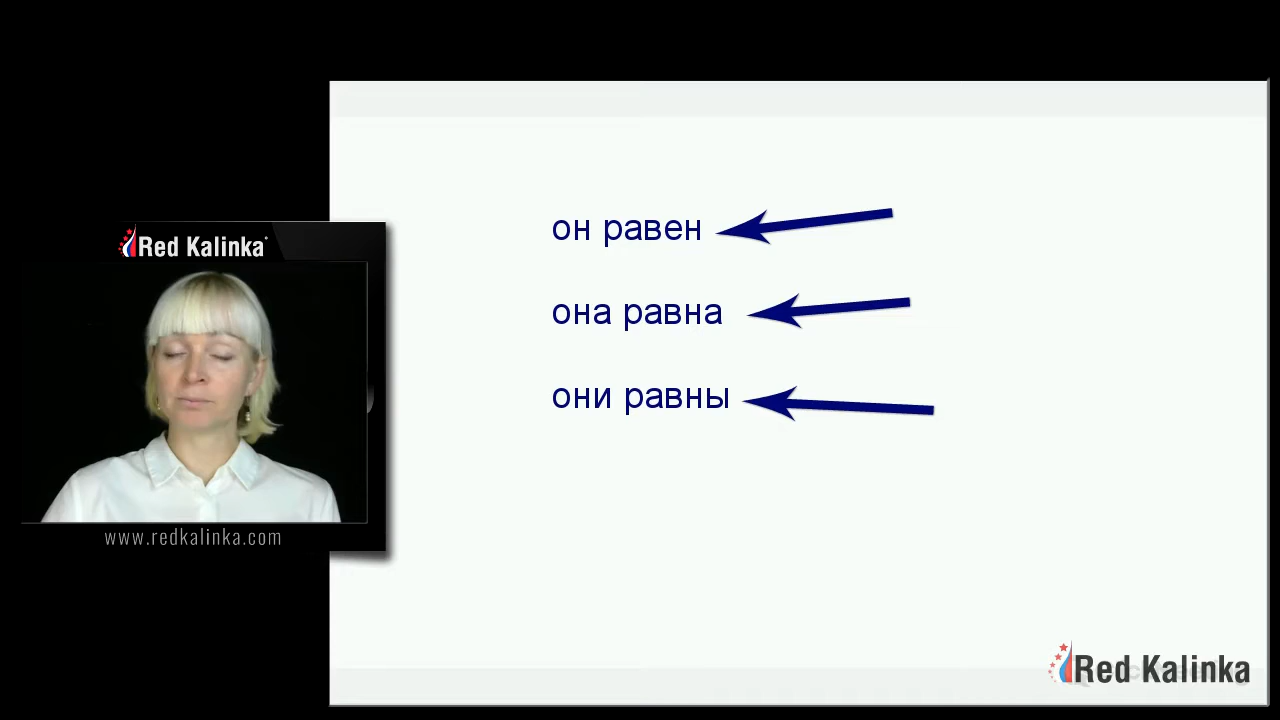 Red Kalinka
www.redkalinka.com
он равен
она равна
они равны
Red Kalinka